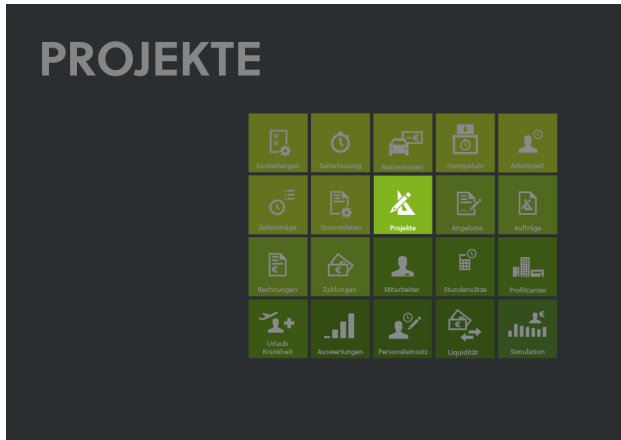 PROJEKTE
Einstellungen
Zeiterfassung
Nebenkosten
Stempeluhr
Arbeitszeit
Zeiteinträge
Stammdaten
Projekte
Angebote
Aufträge
Rechnungen
Zahlungen
Mitarbeiter
Stundensätze
Profitcenter
Urlaub
Krankheit
Auswertungen
Personaleinsatz
Liquidität
Simulation